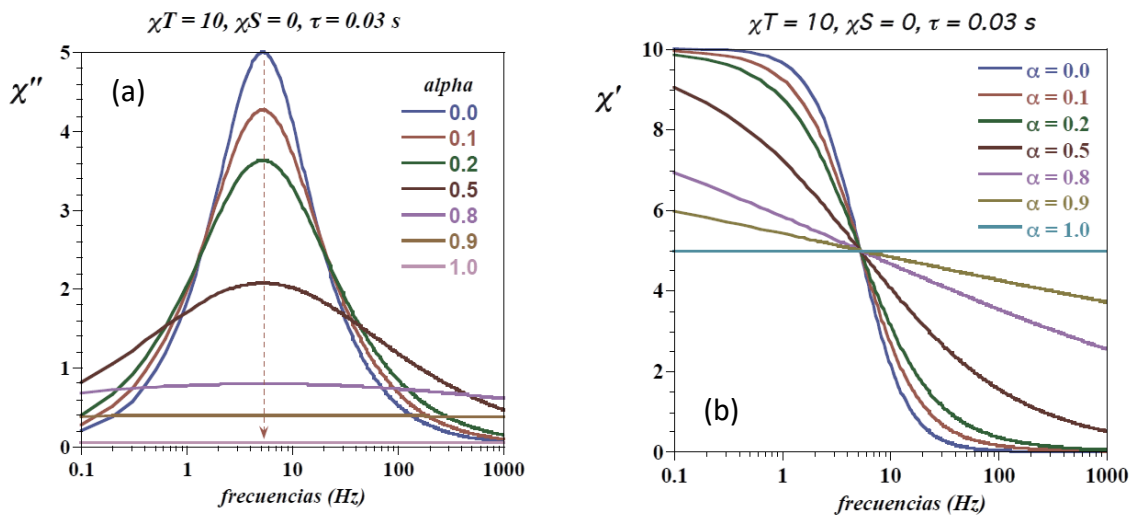 χT = 10, χS = 0, τ = 0.03 s
χ''
(a)
5
4
3
2
1
0
alpha
0.0
0.1
0.2
0.5
0.8
0.9
1.0
0.1 1 10 100 1000
frecuencias (Hz)
χT = 10, χS = 0, τ = 0.03 s
χ'
10
8
6
4
2
0
α = 0.0
α = 0.1
α = 0.2
α = 0.5
α = 0.8
α = 0.9
α = 1.0
(b)
0.1 1 10 100 1000
frecuencias (Hz)